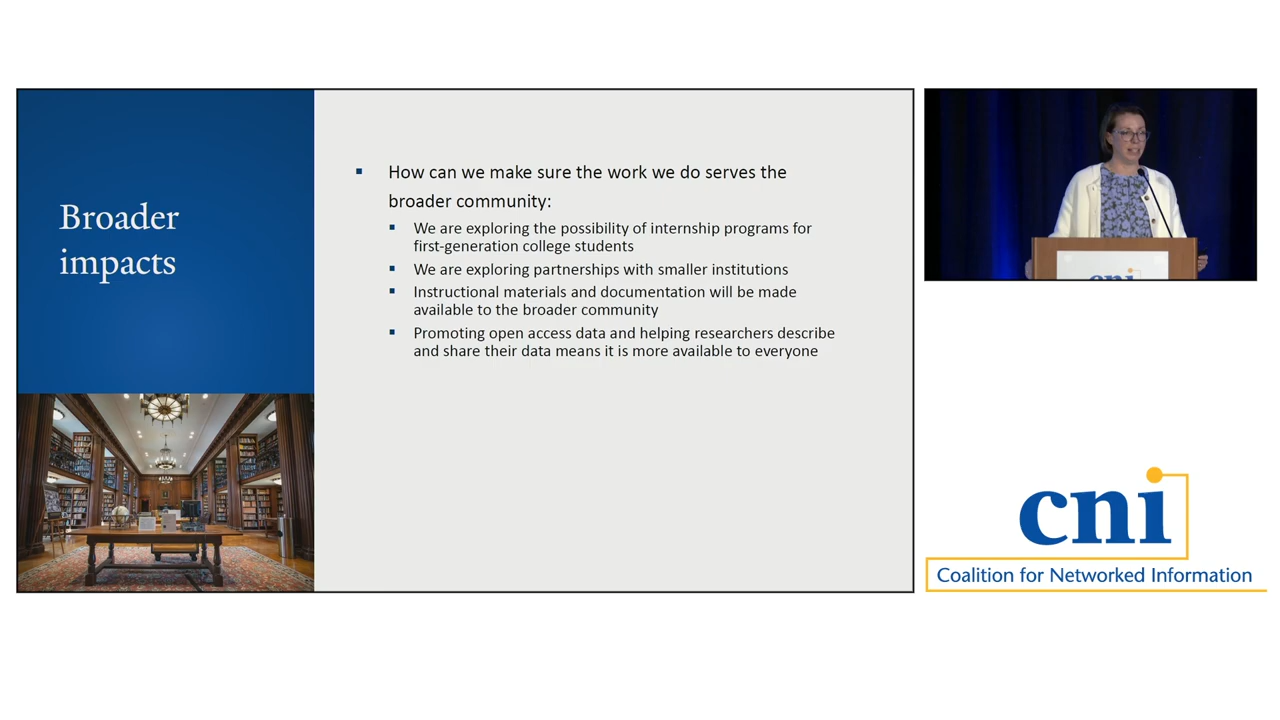 Broader
impacts
How can we make sure the work we do serves the
broader community:
We are exploring the possibility of internship programs for
first-generation college students
We are exploring partnerships with smaller institutions
Instructional materials and documentation will be made
available to the broader community
Promoting open access data and helping researchers describe
and share their data means it is more available to everyone
cni
cni
Coalition for Networked Information